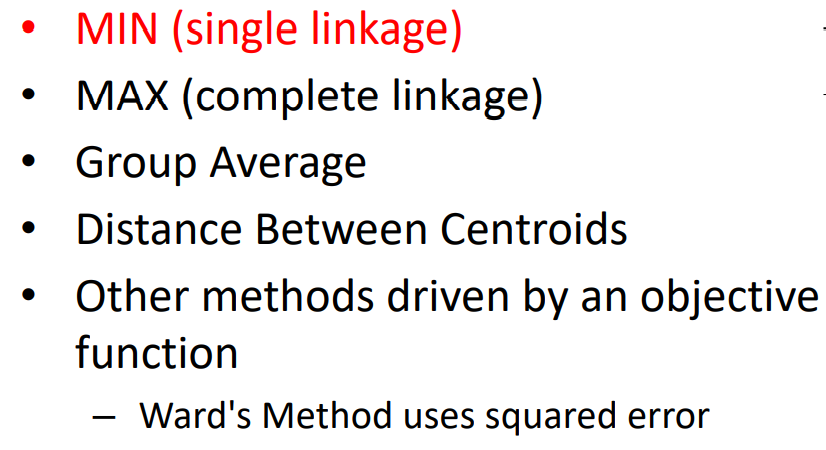 • MIN (single linkage)
• MAX (complete linkage)
• Group Average
• Distance Between Centroids
• Other methods driven by an objective
function
– Ward's Method uses squared error